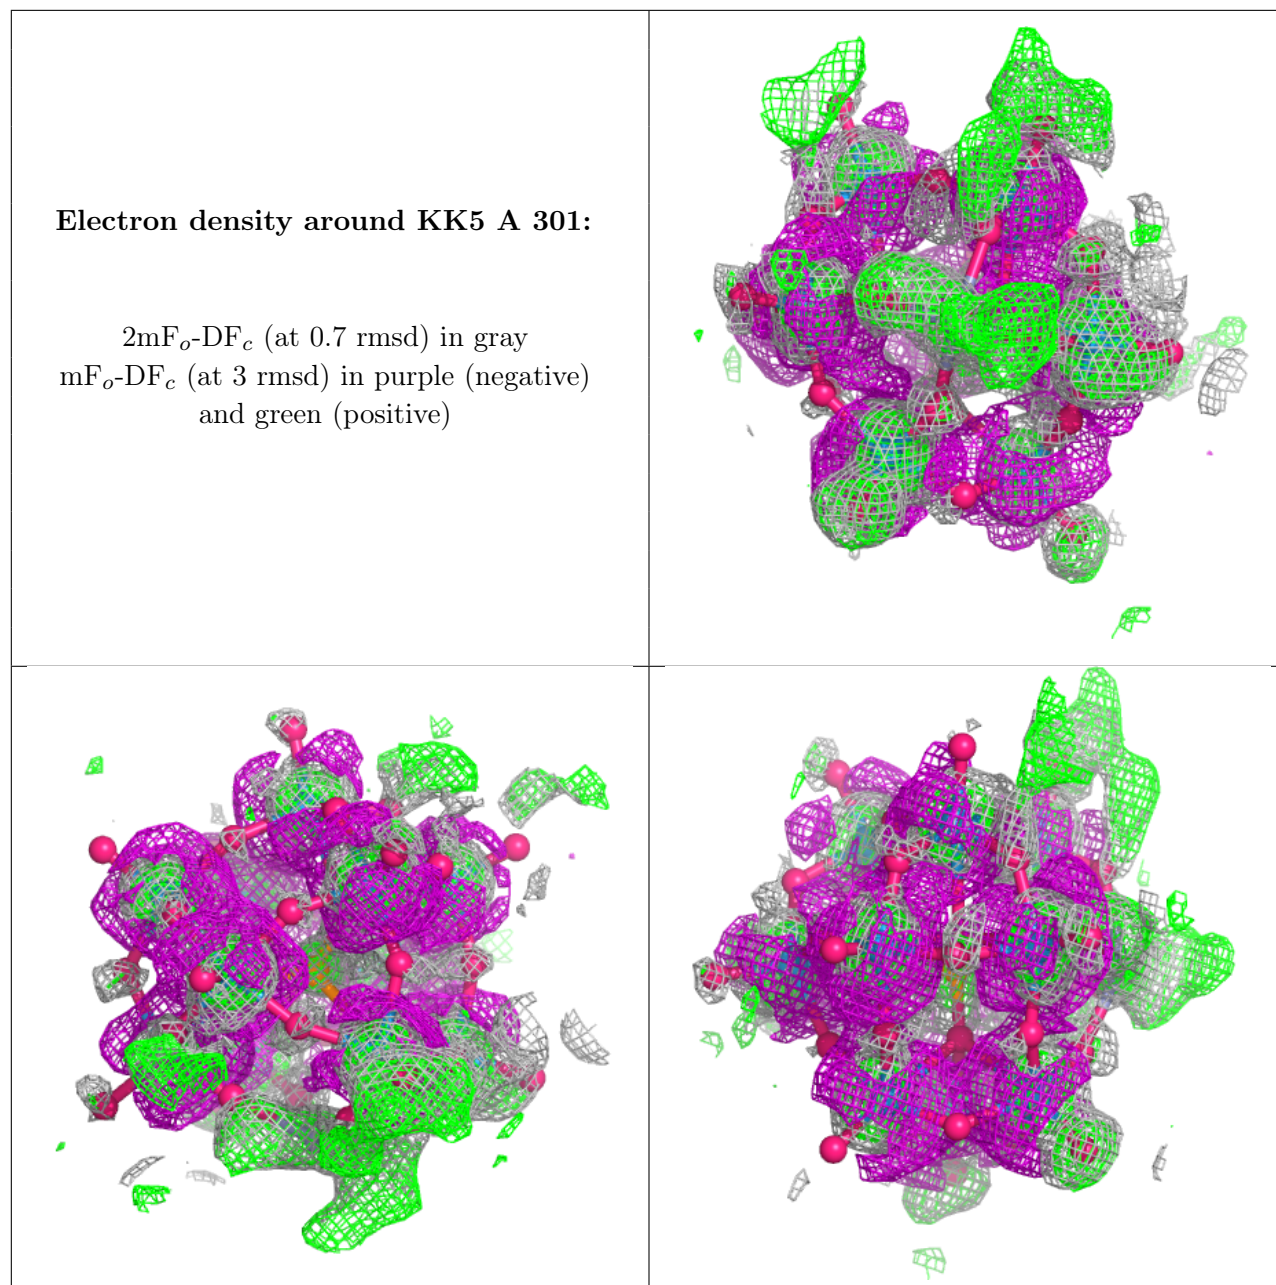 Electron density around KK5 A 301:
2mFₒ-DF𝒸 (at 0.7 rmsd) in gray
mFₒ-DF𝒸 (at 3 rmsd) in purple (negative)
and green (positive)